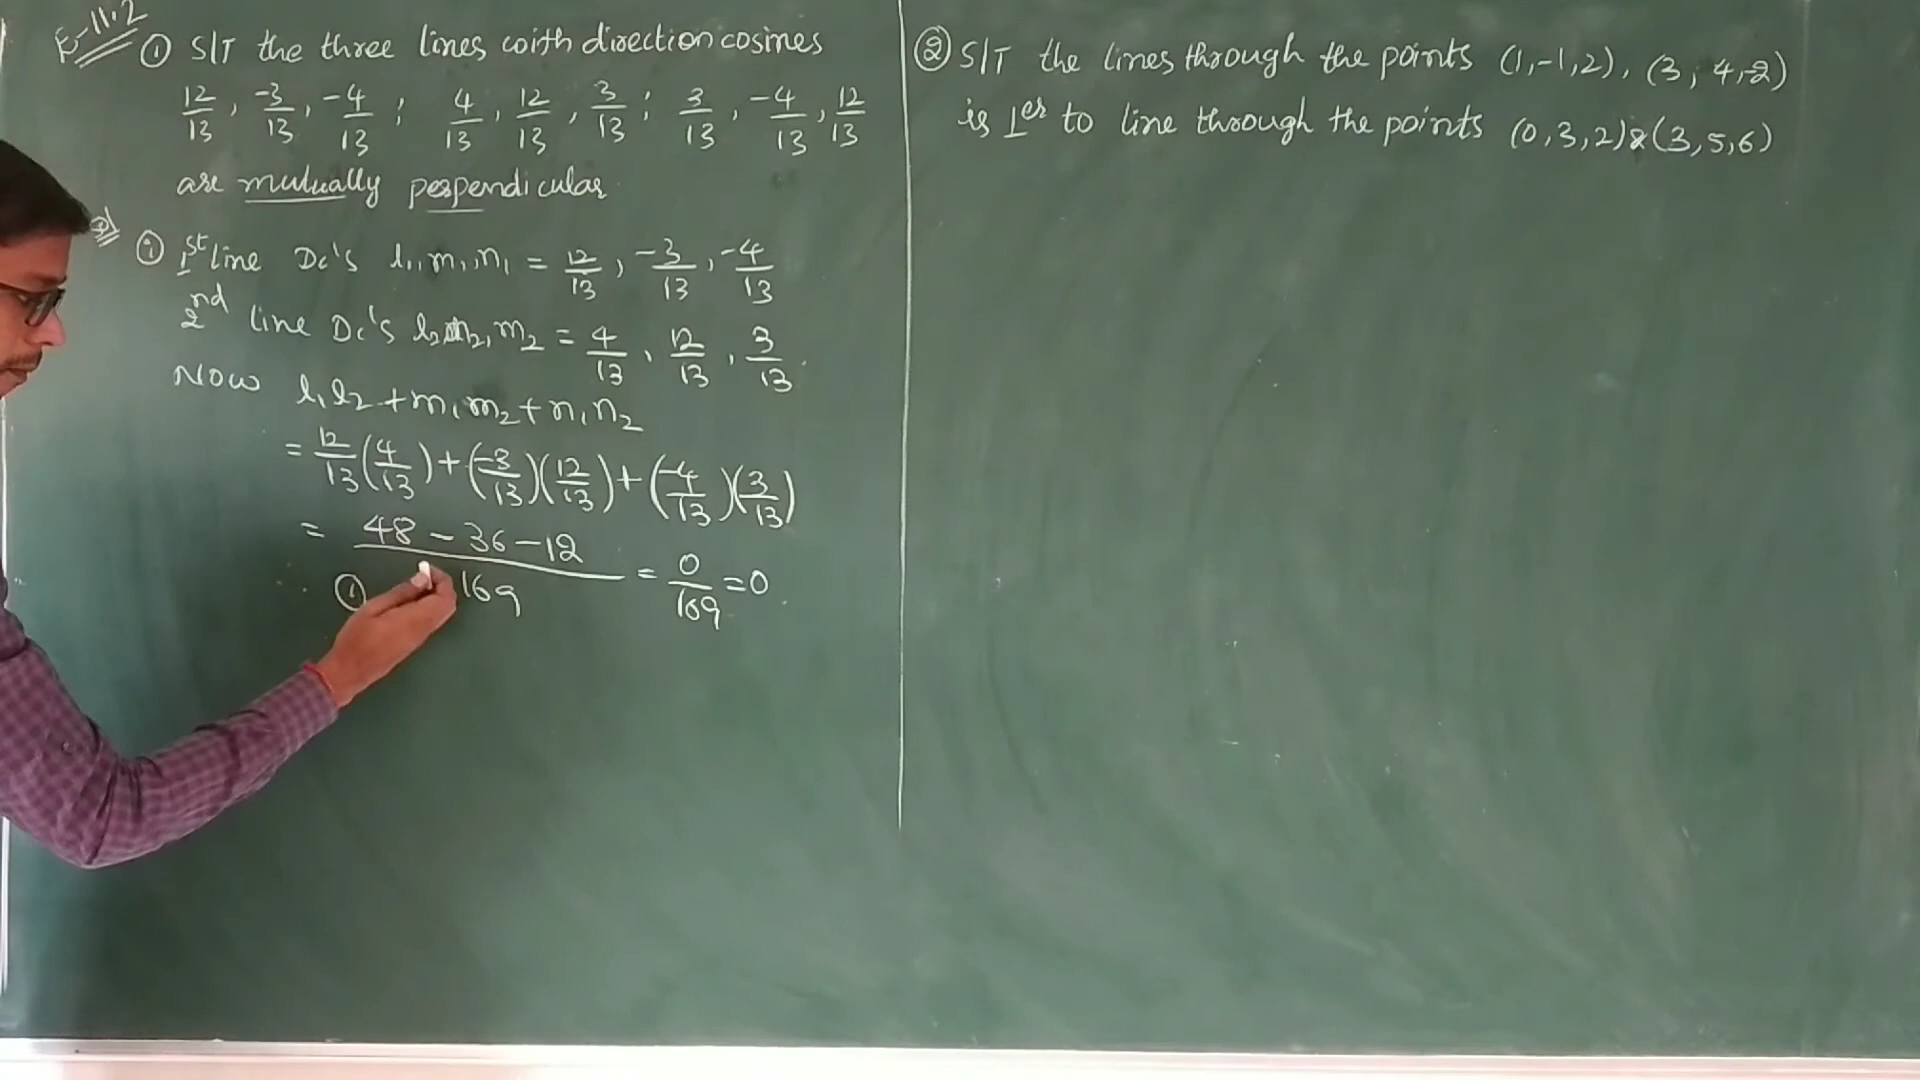 E-11.2
① S/T the three lines with direction cosines
12/13, -3/13, -4/13; 4/13, 12/13, 3/13; 3/13, -4/13, 12/13
are mutually perpendicular
① 1st line Dc's l₁, m₁, n₁ = 12/13, -3/13, -4/13
2nd line Dc's l₂ m₂, m₂ = 4/13, 12/13, 3/13.
Now l₁l₂ + m₁m₂ + n₁n₂
= 12/13(4/13) + (-3/13)(12/13) + (-4/13)(3/13)
= 48 - 36 - 12 / 169 = 0/169 = 0
①
② S/T the lines through the points (1,-1,2), (3, 4,-2)
is ⊥er to line through the points (0,3,2) & (3,5,6)